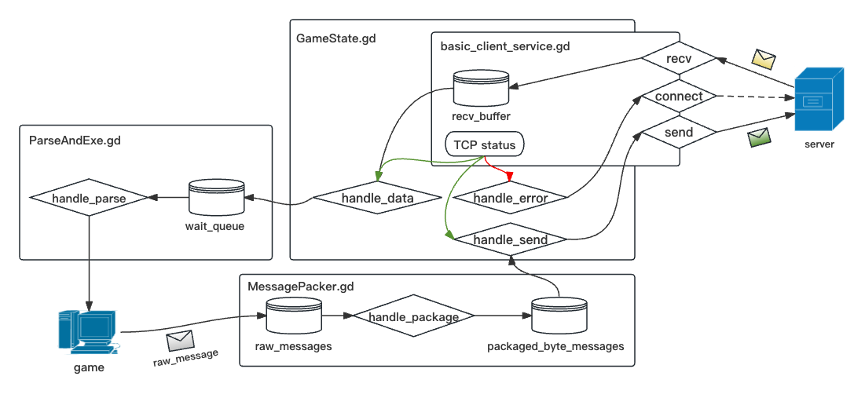 GameState.gd
basic_client_service.gd
recv
recv_buffer
connect
send
server
TCP status
ParseAndExe.gd
handle_parse
wait_queue
handle_data
handle_error
handle_send
MessagePacker.gd
raw_messages
handle_package
packaged_byte_messages
raw_message
game